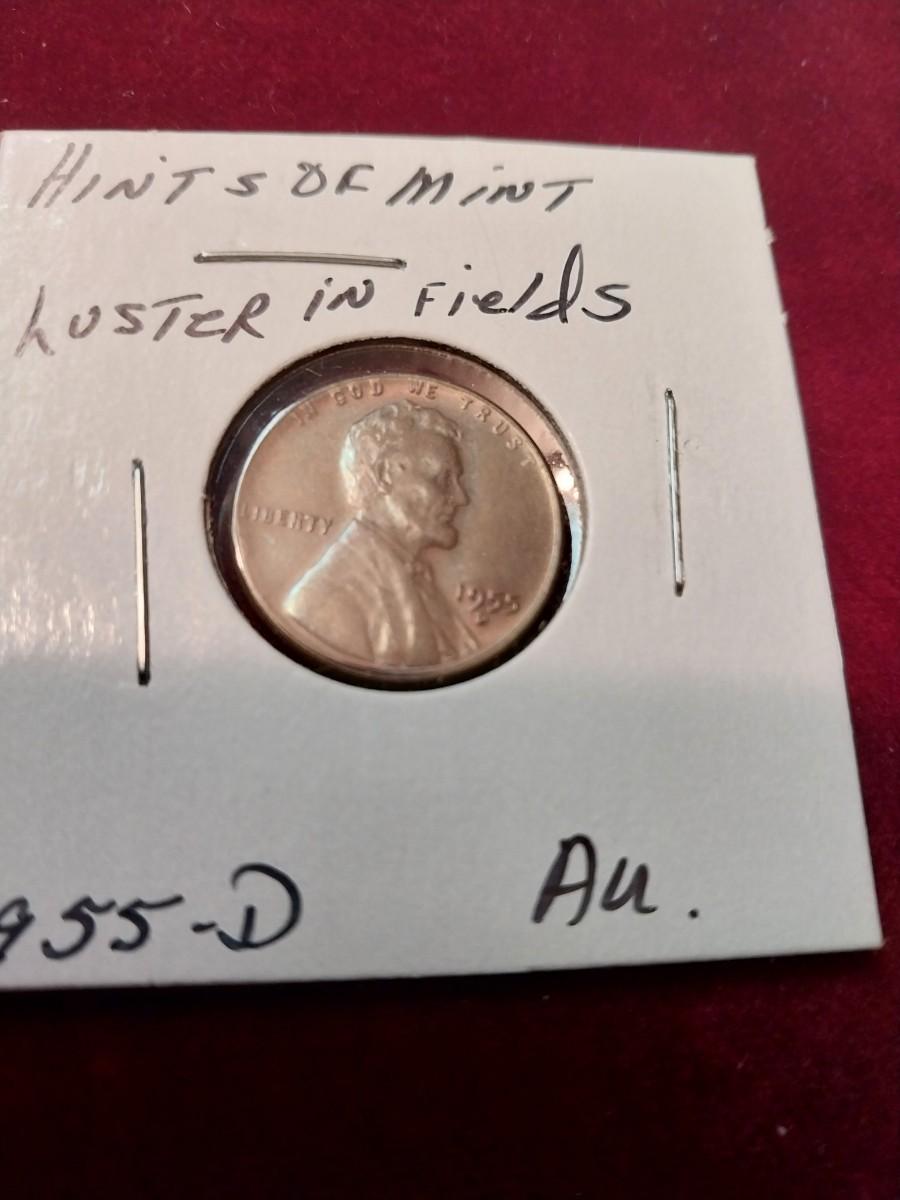 HINTS OF MINT
LUSTER IN Fields
IN GOD WE TRUST
LIBERTY
1955
D
955-D
Au.